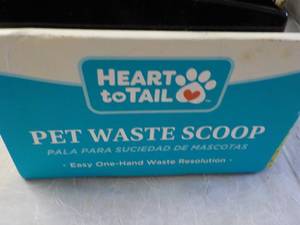 HEART
to TAIL
PET WASTE SCOOP
PALA PARA SUCIEDAD DE MASCOTAS
• Easy One-Hand Waste Resolution •